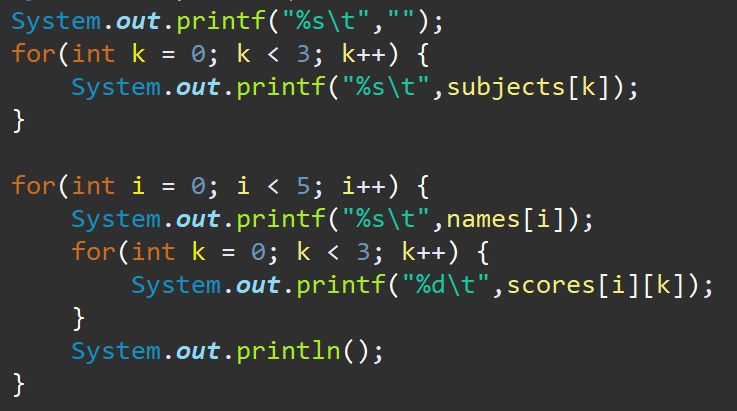 System.out.printf("%s\t","");
for(int k = 0; k < 3; k++) {
    System.out.printf("%s\t",subjects[k]);
}

for(int i = 0; i < 5; i++) {
    System.out.printf("%s\t",names[i]);
    for(int k = 0; k < 3; k++) {
        System.out.printf("%d\t",scores[i][k]);
    }
    System.out.println();
}